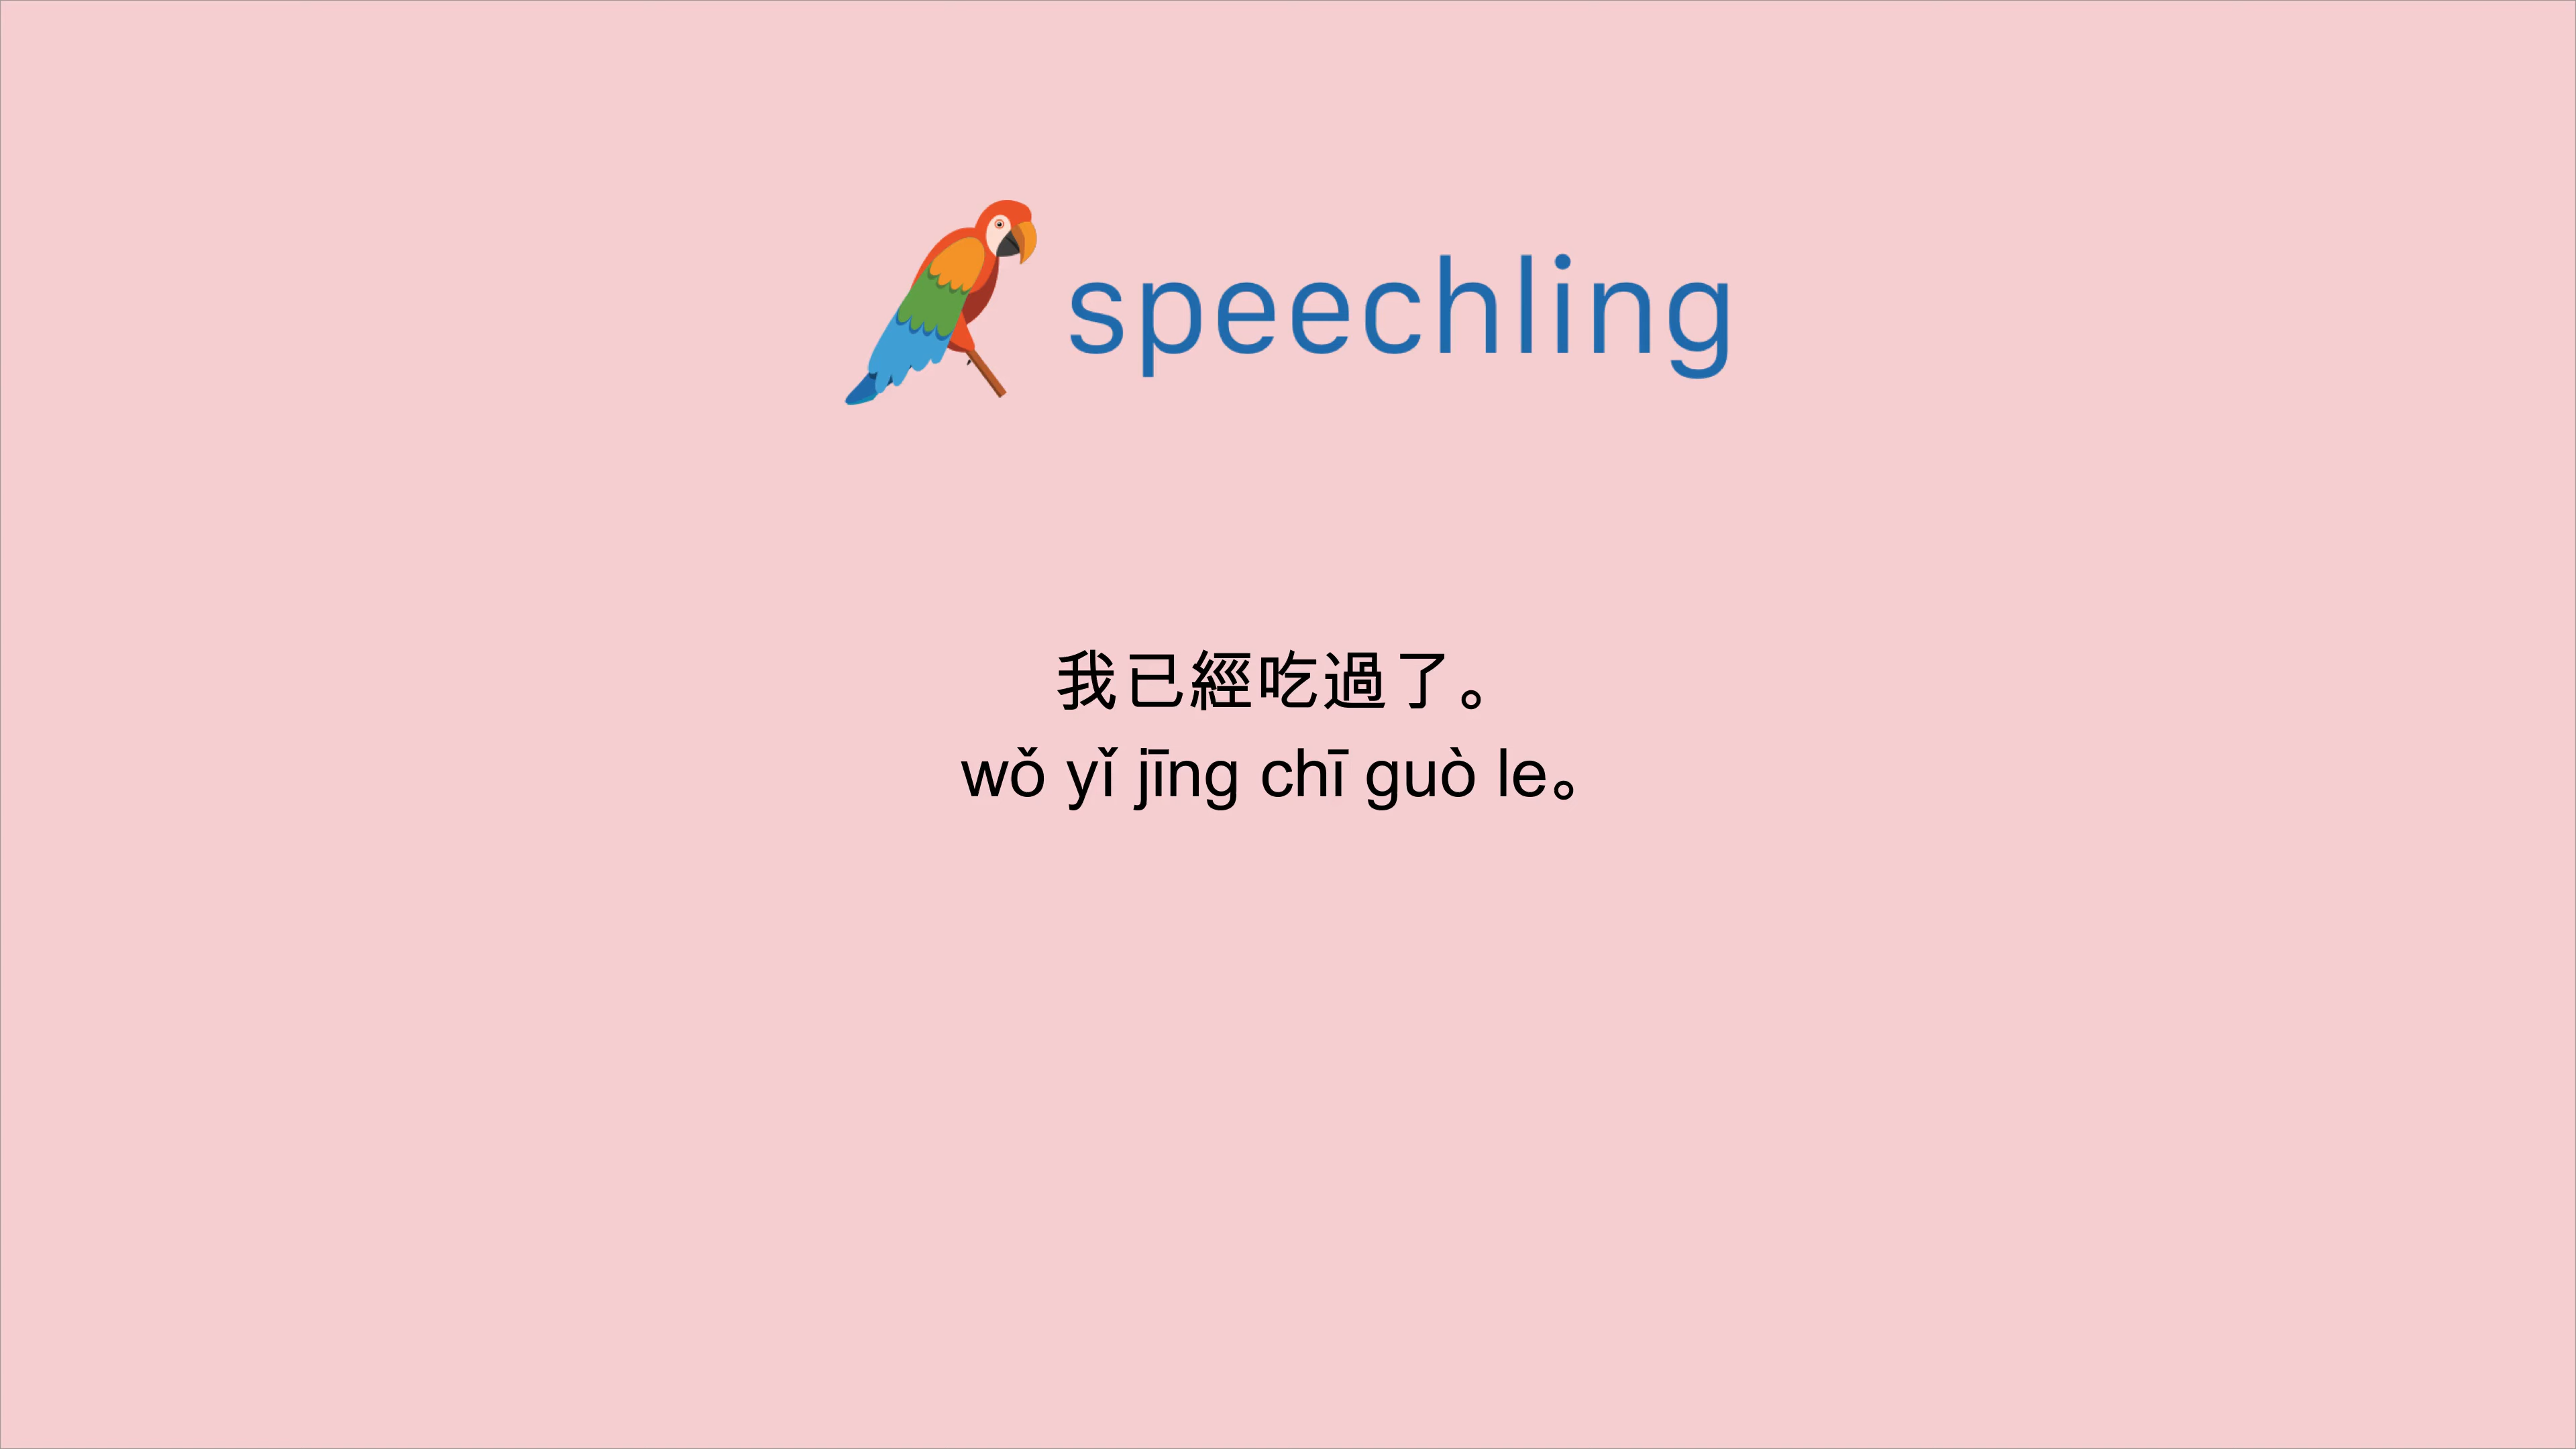 speechling
我已經吃過了。
wǒ yǐ jīng chī guò le。